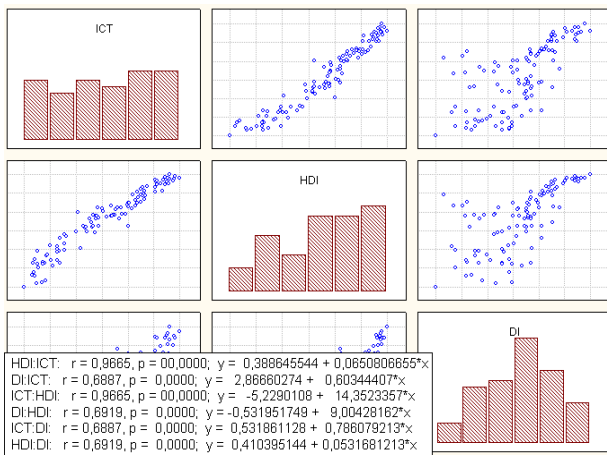 ICT
HDI
DI
HDI:ICT: r = 0,9665, p = 00,0000; y = 0,388645544 + 0,0650806655*x
DI:ICT: r = 0,6887, p = 0,0000; y = 2,86660274 + 0,60344407*x
ICT:HDI: r = 0,9665, p = 00,0000; y = -5,2290108 + 14,3523357*x
DI:HDI: r = 0,6919, p = 0,0000; y = -0,531951749 + 9,00428162*x
ICT:DI: r = 0,6887, p = 0,0000; y = 0,531861128 + 0,786079213*x
HDI:DI: r = 0,6919, p = 0,0000; y = 0,410395144 + 0,0531681213*x